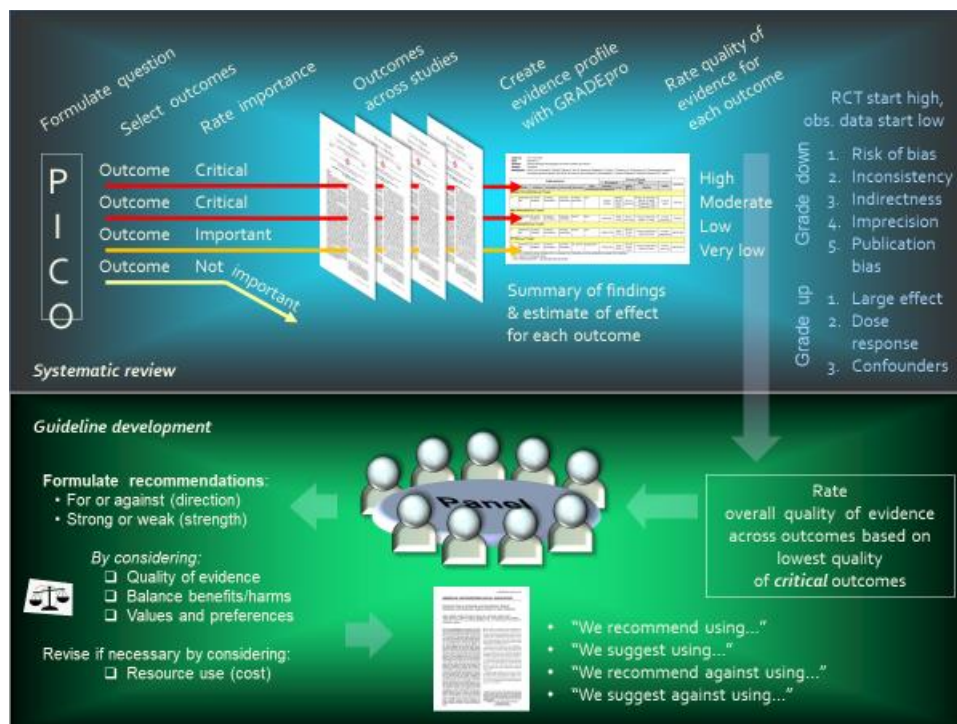 Formulate question
Select outcomes
Rate importance
Outcomes
across studies
Create
evidence profile
with GRADEpro
Rate quality of
evidence for
each outcome
RCT start high,
obs. data start low
P
I
C
O
Outcome Critical
Outcome Critical
Outcome Important
Outcome Not important
High
Moderate
Low
Very low
Summary of findings
& estimate of effect
for each outcome
Grade down
1. Risk of bias
2. Inconsistency
3. Indirectness
4. Imprecision
5. Publication
bias
Grade up
1. Large effect
2. Dose
response
3. Confounders
Systematic review
Guideline development
Formulate recommendations:
• For or against (direction)
• Strong or weak (strength)
By considering:
❑ Quality of evidence
❑ Balance benefits/harms
❑ Values and preferences
Revise if necessary by considering:
❑ Resource use (cost)
Panel
Rate
overall quality of evidence
across outcomes based on
lowest quality
of critical outcomes
• "We recommend using…"
• "We suggest using…"
• "We recommend against using…"
• "We suggest against using…"